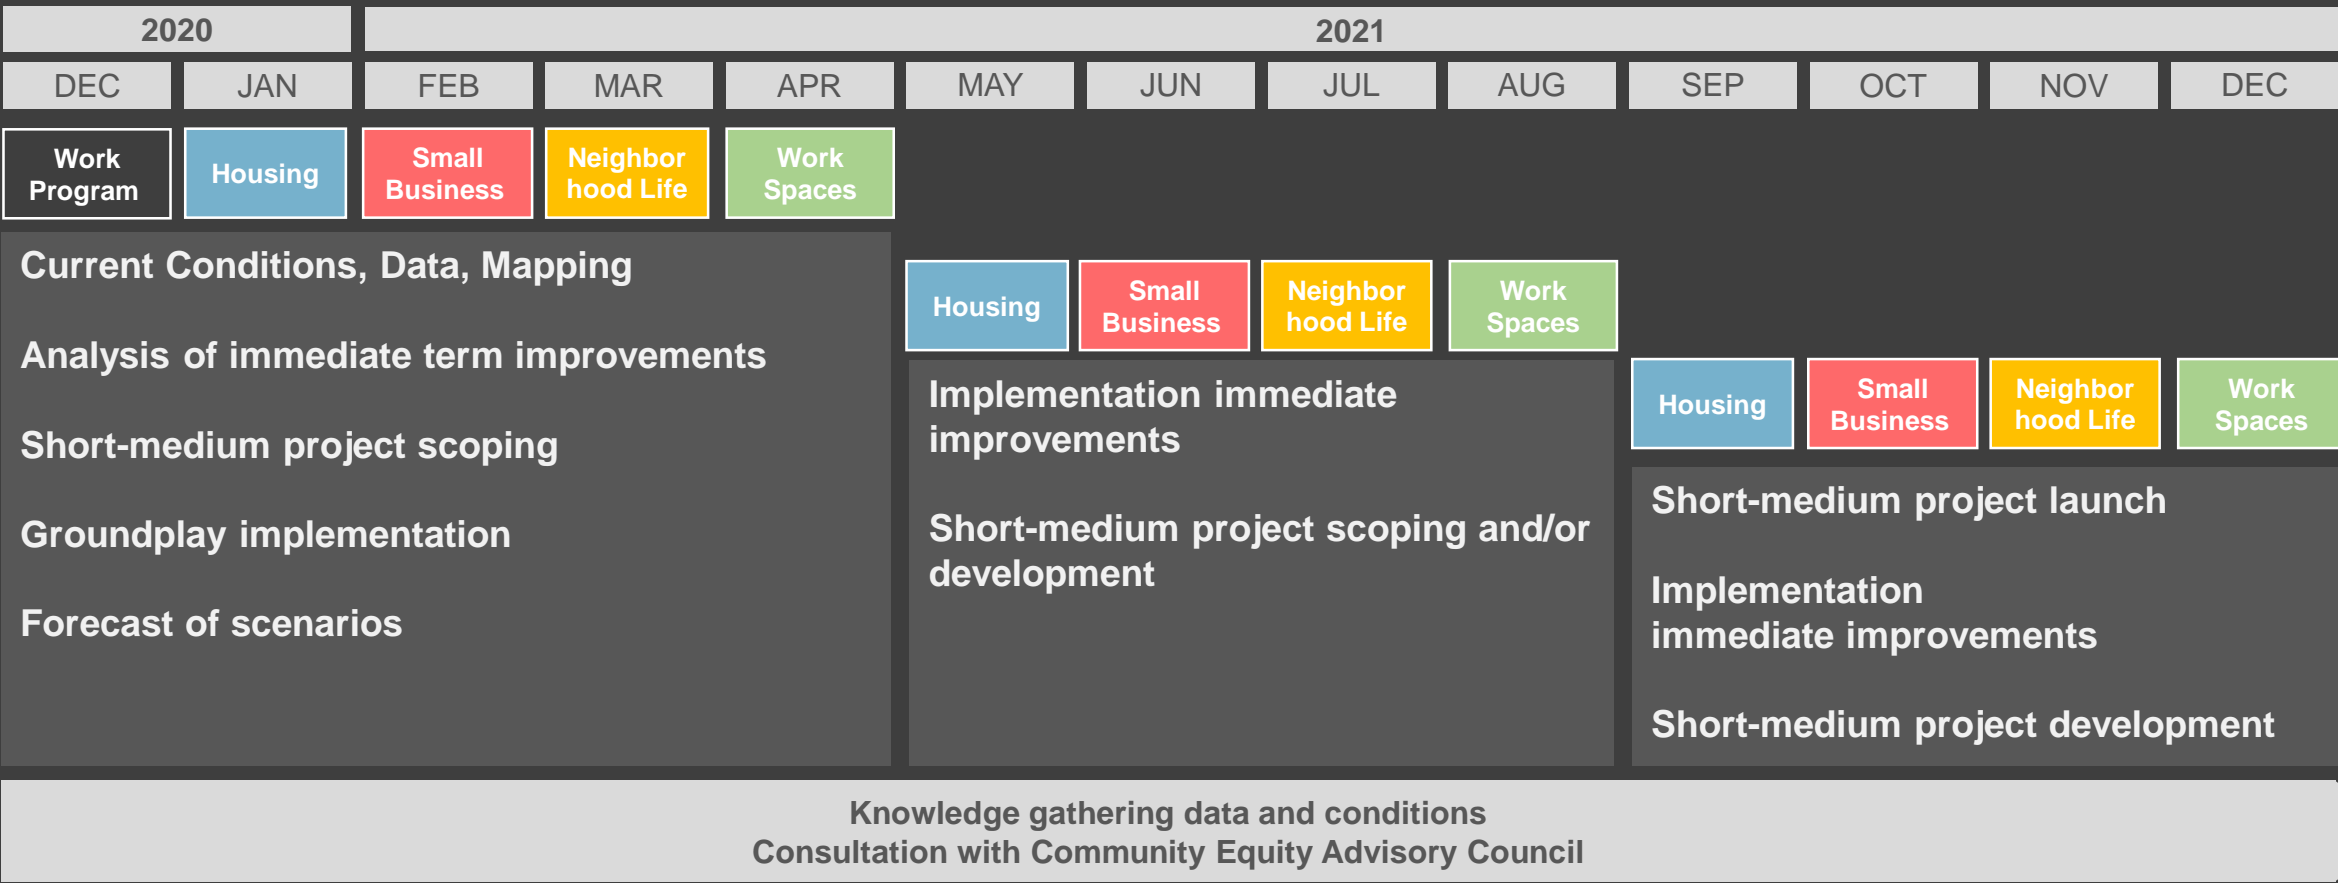 2020
2021
DEC
JAN
FEB
MAR
APR
MAY
JUN
JUL
AUG
SEP
OCT
NOV
DEC
Work
Program
Housing
Small
Business
Neighbor
hood Life
Work
Spaces
Current Conditions, Data, Mapping
Analysis of immediate term improvements
Short-medium project scoping
Groundplay implementation
Forecast of scenarios
Housing
Small
Business
Neighbor
hood Life
Work
Spaces
Implementation immediate
improvements
Short-medium project scoping and/or
development
Housing
Small
Business
Neighbor
hood Life
Work
Spaces
Short-medium project launch
Implementation
immediate improvements
Short-medium project development
Knowledge gathering data and conditions
Consultation with Community Equity Advisory Council